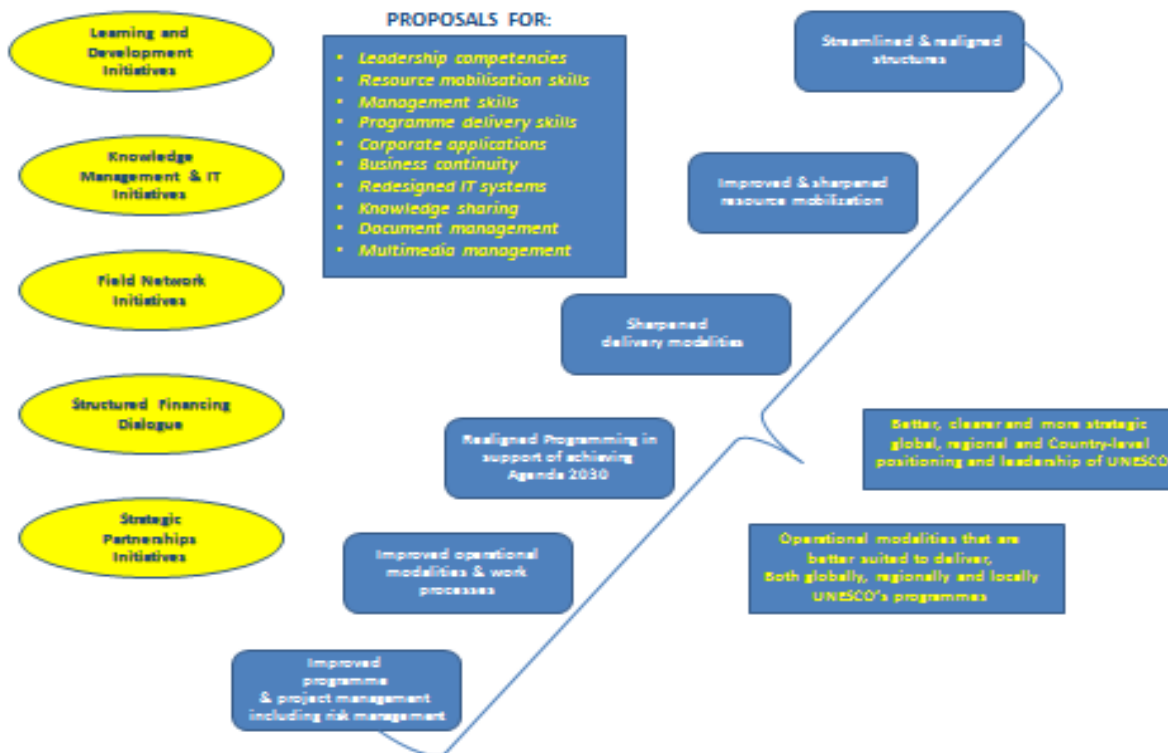 Learning and
Development
Initiatives
Knowledge
Management & IT
Initiatives
Field Network
Initiatives
Structured Financing
Dialogue
Strategic
Partnerships
Initiatives
PROPOSALS FOR:
• Leadership competencies
• Resource mobilisation skills
• Management skills
• Programme delivery skills
• Corporate applications
• Business continuity
• Redesigned IT systems
• Knowledge sharing
• Document management
• Multimedia management
Streamlined & realigned
structures
Improved & sharpened
resource mobilization
Sharpened
delivery modalities
Realigned Programming in
support of achieving
Agenda 2030
Improved operational
modalities & work
processes
Improved
programme
& project management
including risk management
Better, clearer and more strategic
global, regional and Country-level
positioning and leadership of UNESCO
Operational modalities that are
better suited to deliver,
Both globally, regionally and locally
UNESCO's programmes